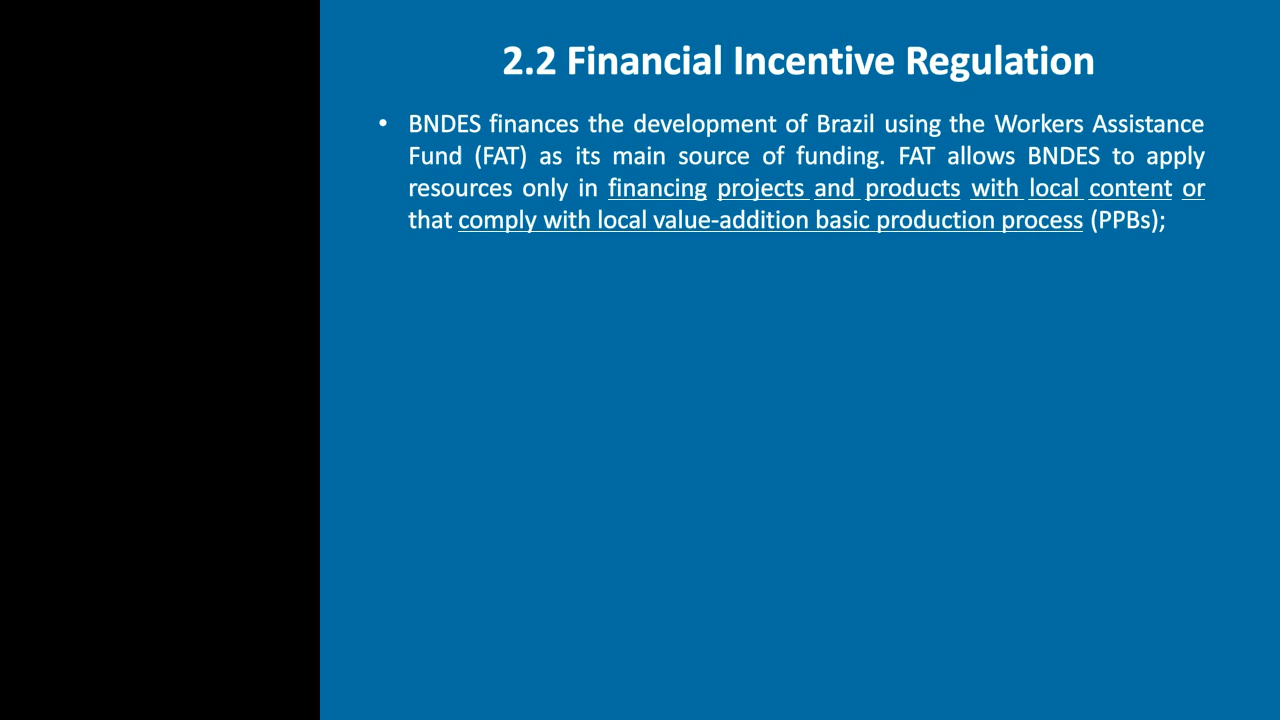 2.2 Financial Incentive Regulation
• BNDES finances the development of Brazil using the Workers Assistance
Fund (FAT) as its main source of funding. FAT allows BNDES to apply
resources only in financing projects and products with local content or
that comply with local value-addition basic production process (PPBs);